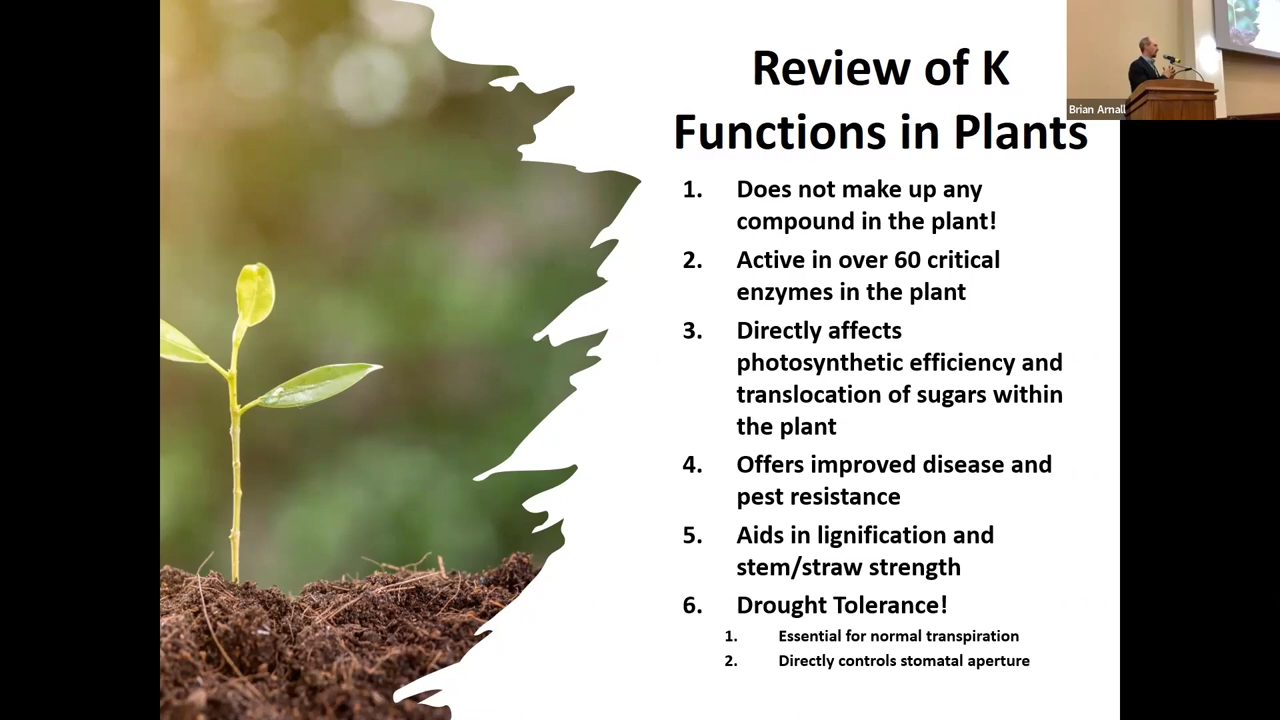 Review of K
Functions in Plants
Brian Arnall
1. Does not make up any
compound in the plant!
2. Active in over 60 critical
enzymes in the plant
3. Directly affects
photosynthetic efficiency and
translocation of sugars within
the plant
4. Offers improved disease and
pest resistance
5. Aids in lignification and
stem/straw strength
6. Drought Tolerance!
1. Essential for normal transpiration
2. Directly controls stomatal aperture